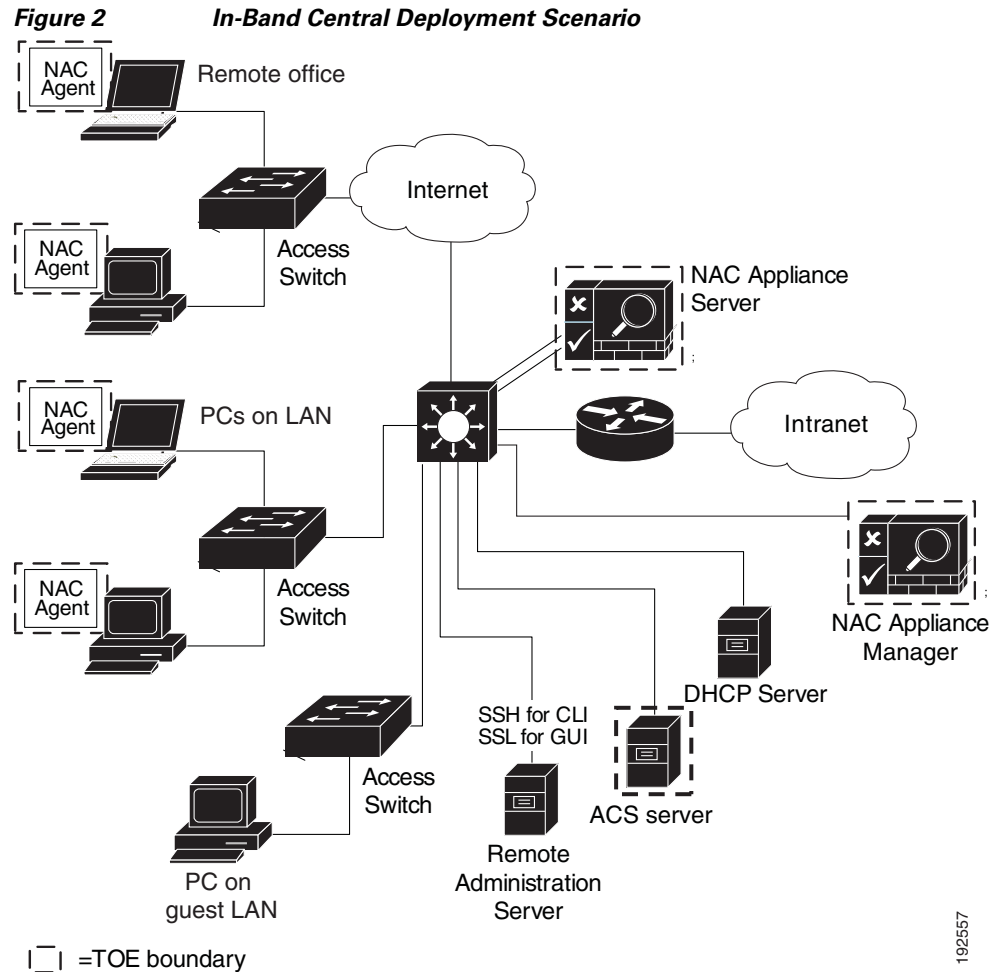 Figure 2 In-Band Central Deployment Scenario
NAC
Agent
Remote office
Internet
NAC
Agent
Access
Switch
NAC Appliance
Server
;
NAC
Agent
PCs on LAN
Intranet
NAC
Agent
Access
Switch
;
NAC Appliance
Manager
DHCP Server
SSH for CLI
SSL for GUI
Access
Switch
ACS server
Remote
Administration
Server
PC on
guest LAN
192557
=TOE boundary